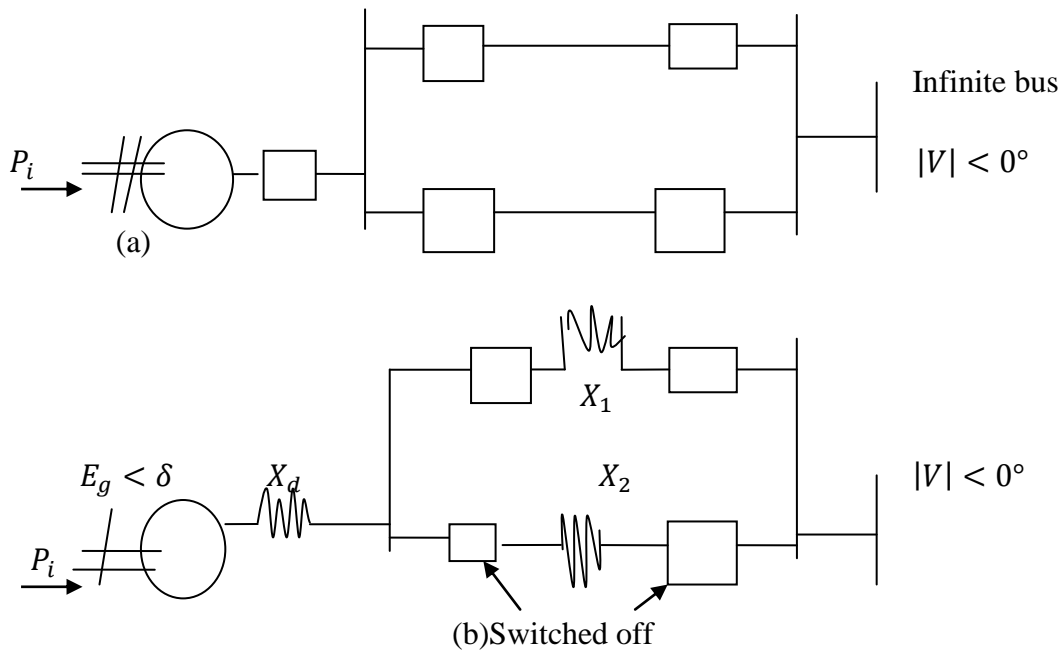 Infinite bus
P_i
|V| < 0°
(a)
X_1
E_g < δ
X_d
X_2
|V| < 0°
P_i
(b)Switched off